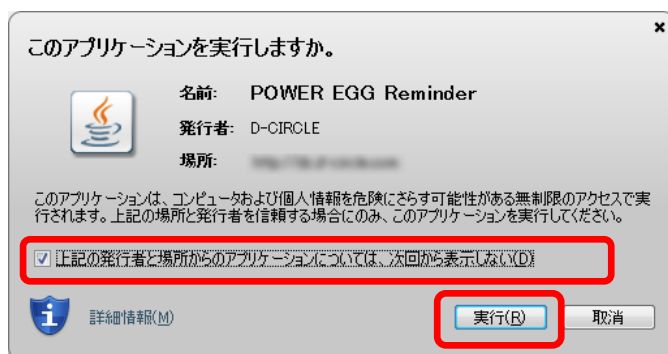 このアプリケーションを実行しますか。
名前: POWER EGG Reminder
発行者: D-CIRCLE
場所:
このアプリケーションは、コンピュータおよび個人情報を危険にさらす可能性がある無制限のアクセスで実
行されます。上記の場所と発行者を信頼する場合にのみ、このアプリケーションを実行してください。
上記の発行者と場所からのアプリケーションについては、次回から表示しない(D)
詳細情報(M)
実行(R) 取消